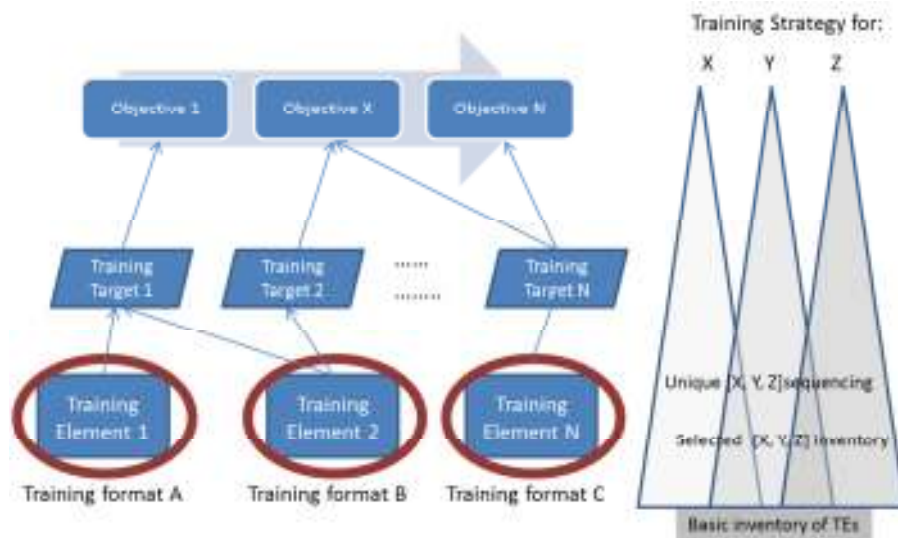 Training Strategy for:
X Y Z
Objective 1
Objective X
Objective N
Training
Target 1
Training
Target 2
......
........
Training
Target N
Training
Element 1
Training
Element 2
Training
Element N
Training format A
Training format B
Training format C
Unique [X, Y, Z]sequencing
Selected [X, Y, Z] inventory
Basic inventory of TEs